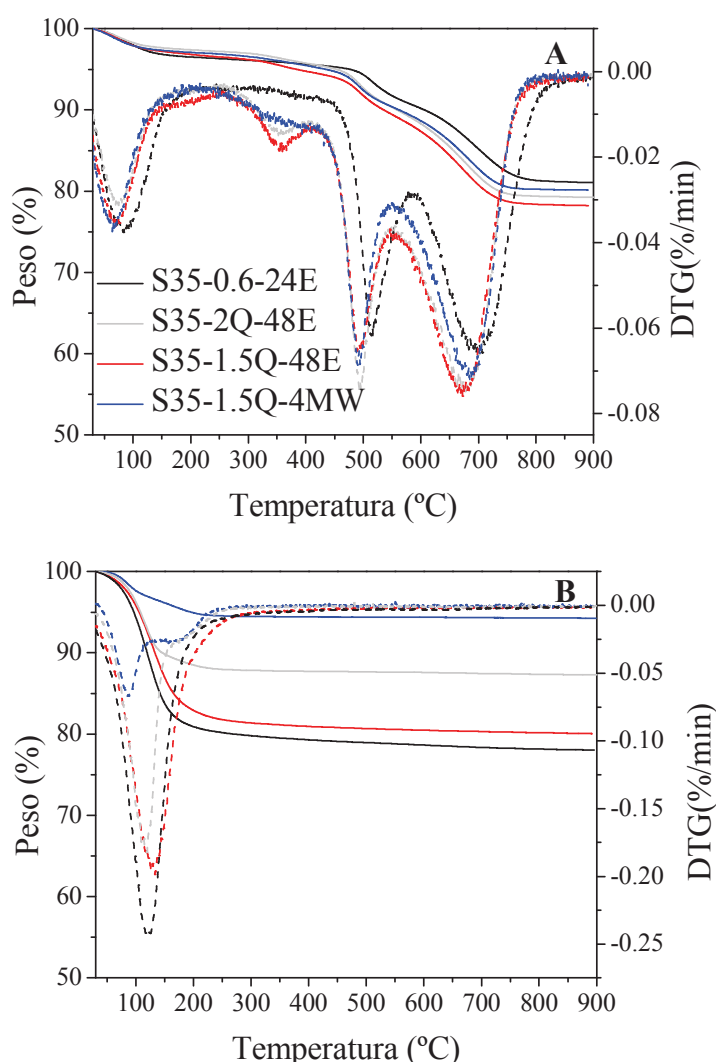 A
100
90
80
70
60
50
Peso (%)
0.00
-0.02
-0.04
-0.06
-0.08
DTG(%/min)
S35-0.6-24E
S35-2Q-48E
S35-1.5Q-48E
S35-1.5Q-4MW
100 200 300 400 500 600 700 800 900
Temperatura (ºC)
B
100
90
80
70
60
50
Peso (%)
0.00
-0.05
-0.10
-0.15
-0.20
-0.25
DTG(%/min)
100 200 300 400 500 600 700 800 900
Temperatura (ºC)